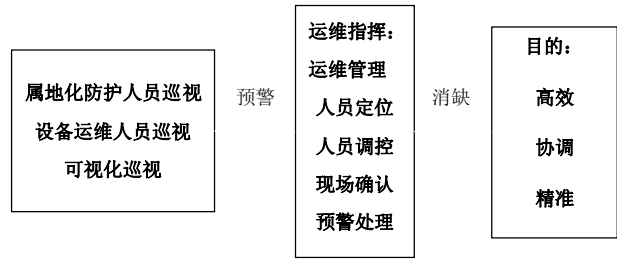 属地化防护人员巡视
设备运维人员巡视
可视化巡视
预警
运维指挥：
运维管理
人员定位
人员调控
现场确认
预警处理
消缺
目的：
高效
协调
精准